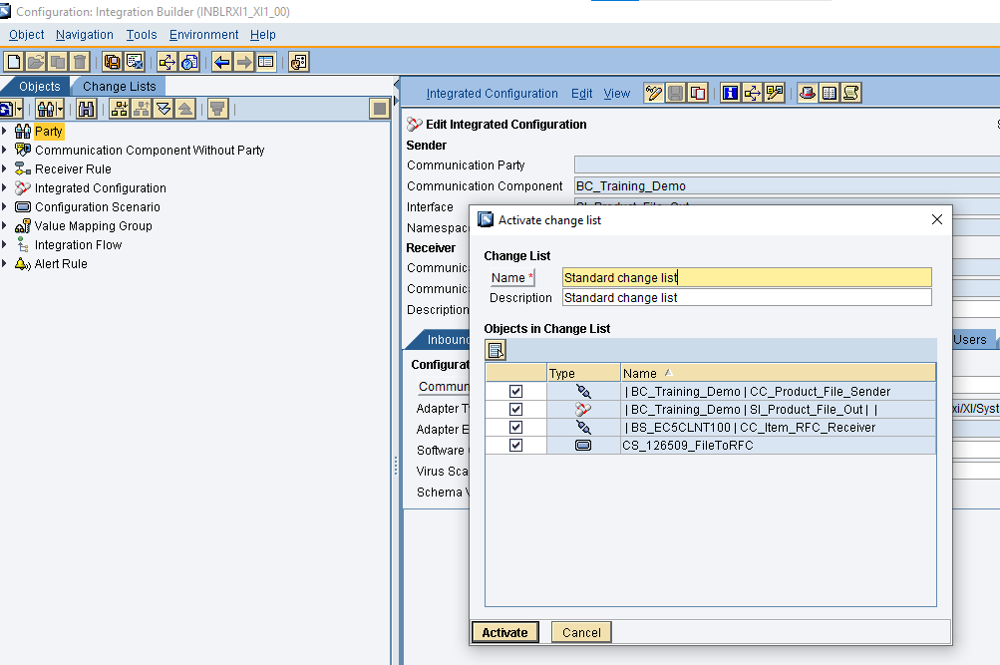 Configuration: Integration Builder (INBLRXI1_XI1_00)
Object Navigation Tools Environment Help
Objects Change Lists
Party
Communication Component Without Party
Receiver Rule
Integrated Configuration
Configuration Scenario
Value Mapping Group
Integration Flow
Alert Rule
Integrated Configuration Edit View
Edit Integrated Configuration
Sender
Communication Party
Communication Component BC_Training_Demo
Interface
Namespac
Receiver
Communic
Communic
Description
Inboun
Users
Configurat
Commun
Adapter T
xi/XI/Syst
Adapter E
Software
Virus Sca
Schema V
Activate change list
Change List
Name * Standard change list
Description Standard change list
Objects in Change List
Type Name
| BC_Training_Demo | CC_Product_File_Sender
| BC_Training_Demo | SI_Product_File_Out | |
| BS_EC5CLNT100 | CC_Item_RFC_Receiver
CS_126509_FileToRFC
Activate Cancel